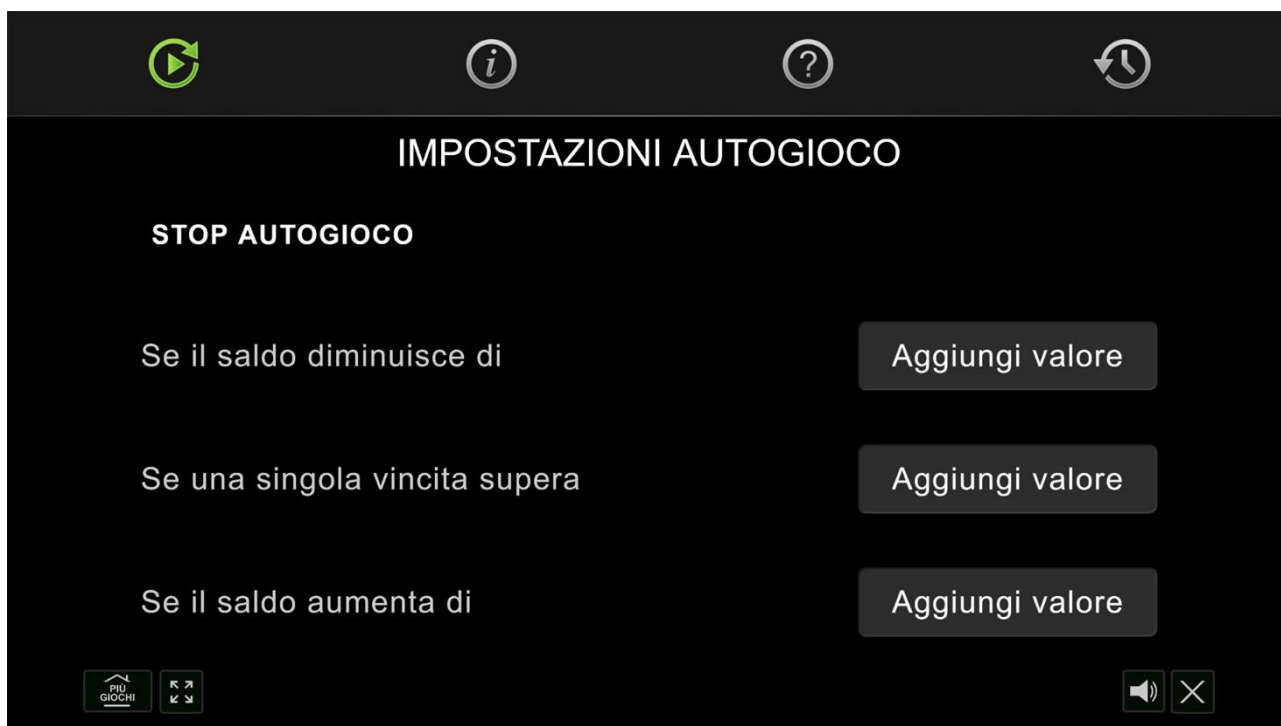 IMPOSTAZIONI AUTOGIOCO
STOP AUTOGIOCO
Se il saldo diminuisce di
Aggiungi valore
Se una singola vincita supera
Aggiungi valore
Se il saldo aumenta di
Aggiungi valore
PIÙ
GIOCHI